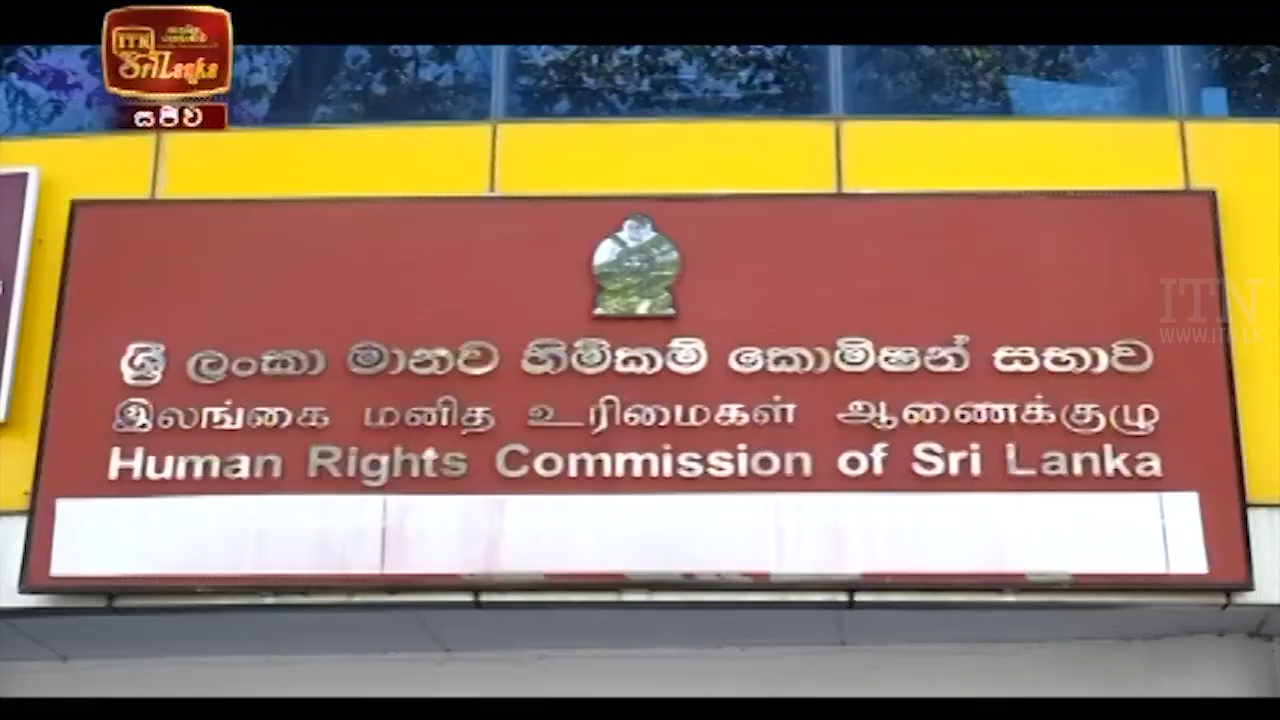 ITN
Sri Lanka
සජීව
ශ්‍රී ලංකා මානව හිමිකම් කොමිෂන් සභාව
இலங்கை மனித உரிமைகள் ஆணைக்குழு
Human Rights Commission of Sri Lanka
ITN
WWW.ITN.LK